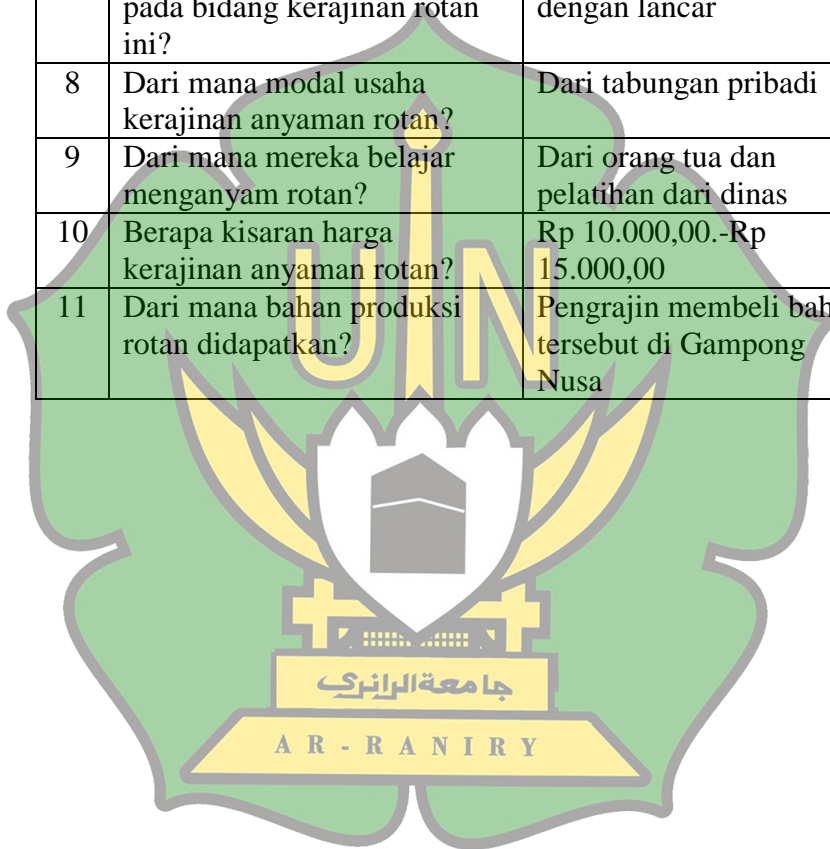 pada bidang kerajinan rotan dengan lancar
ini?
8 Dari mana modal usaha Dari tabungan pribadi
kerajinan anyaman rotan?
9 Dari mana mereka belajar Dari orang tua dan
menganyam rotan? pelatihan dari dinas
10 Berapa kisaran harga Rp 10.000,00.-Rp
kerajinan anyaman rotan? 15.000,00
11 Dari mana bahan produksi Pengrajin membeli bah
rotan didapatkan? tersebut di Gampong
Nusa
UIN
جامعةالرانري
AR-RANIRY